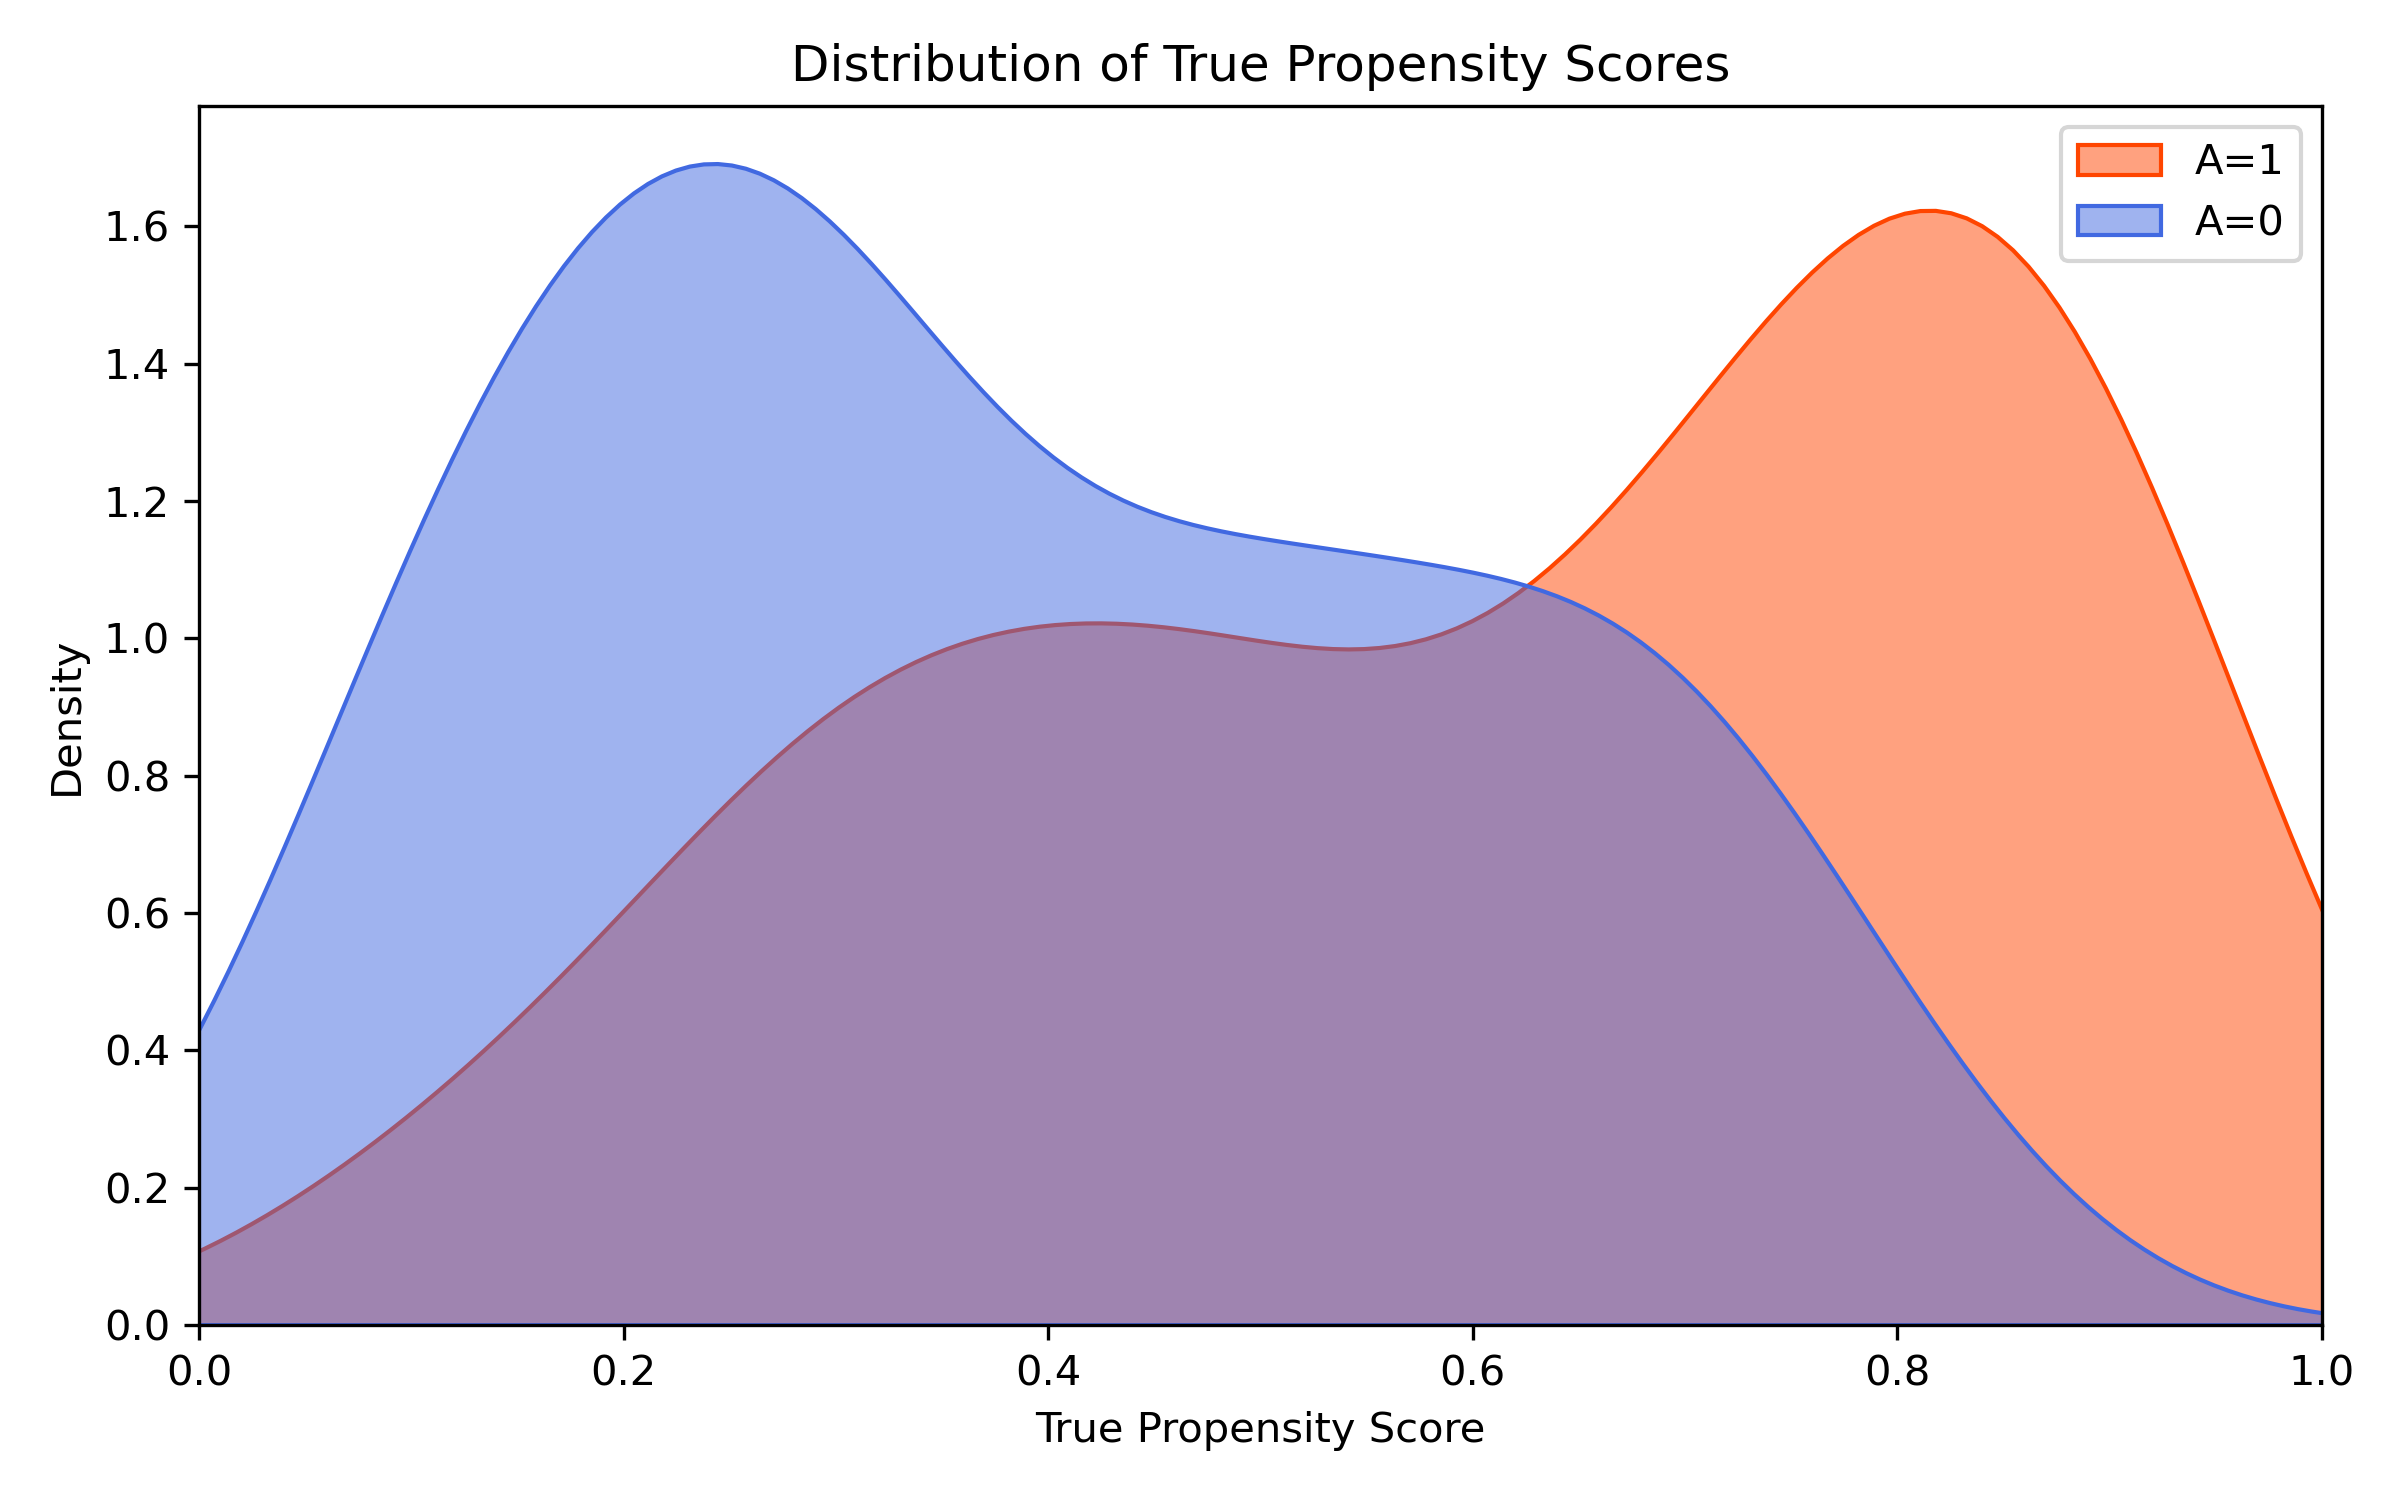 Distribution of True Propensity Scores
A=1
A=0
Density
1.6
1.4
1.2
1.0
0.8
0.6
0.4
0.2
0.0
0.0 0.2 0.4 0.6 0.8 1.0
True Propensity Score